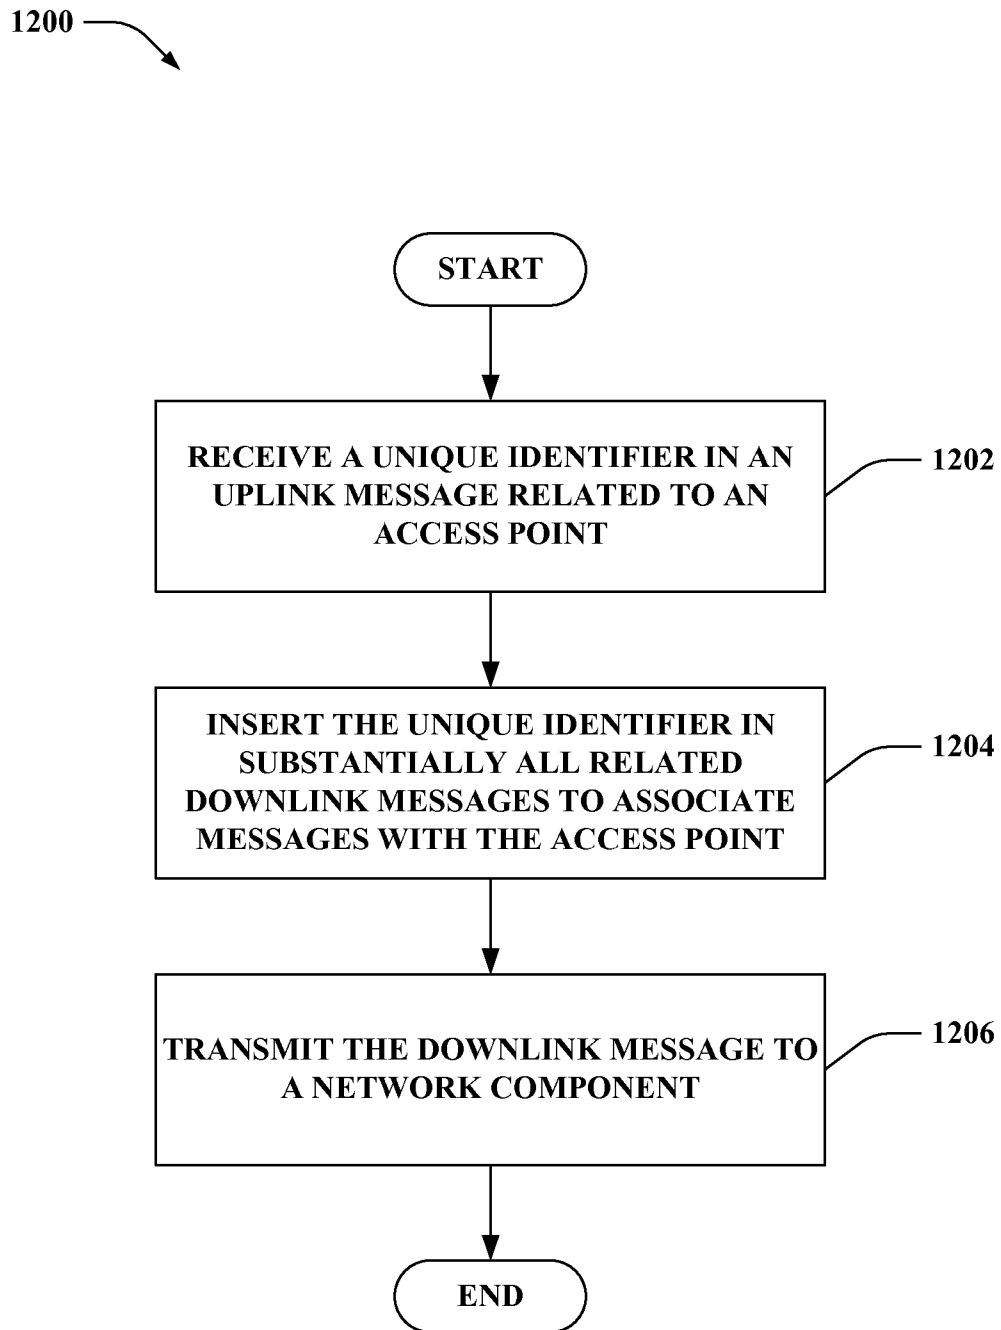 1200
START
RECEIVE A UNIQUE IDENTIFIER IN AN
UPLINK MESSAGE RELATED TO AN
ACCESS POINT
1202
INSERT THE UNIQUE IDENTIFIER IN
SUBSTANTIALLY ALL RELATED
DOWNLINK MESSAGES TO ASSOCIATE
MESSAGES WITH THE ACCESS POINT
1204
TRANSMIT THE DOWNLINK MESSAGE TO
A NETWORK COMPONENT
1206
END